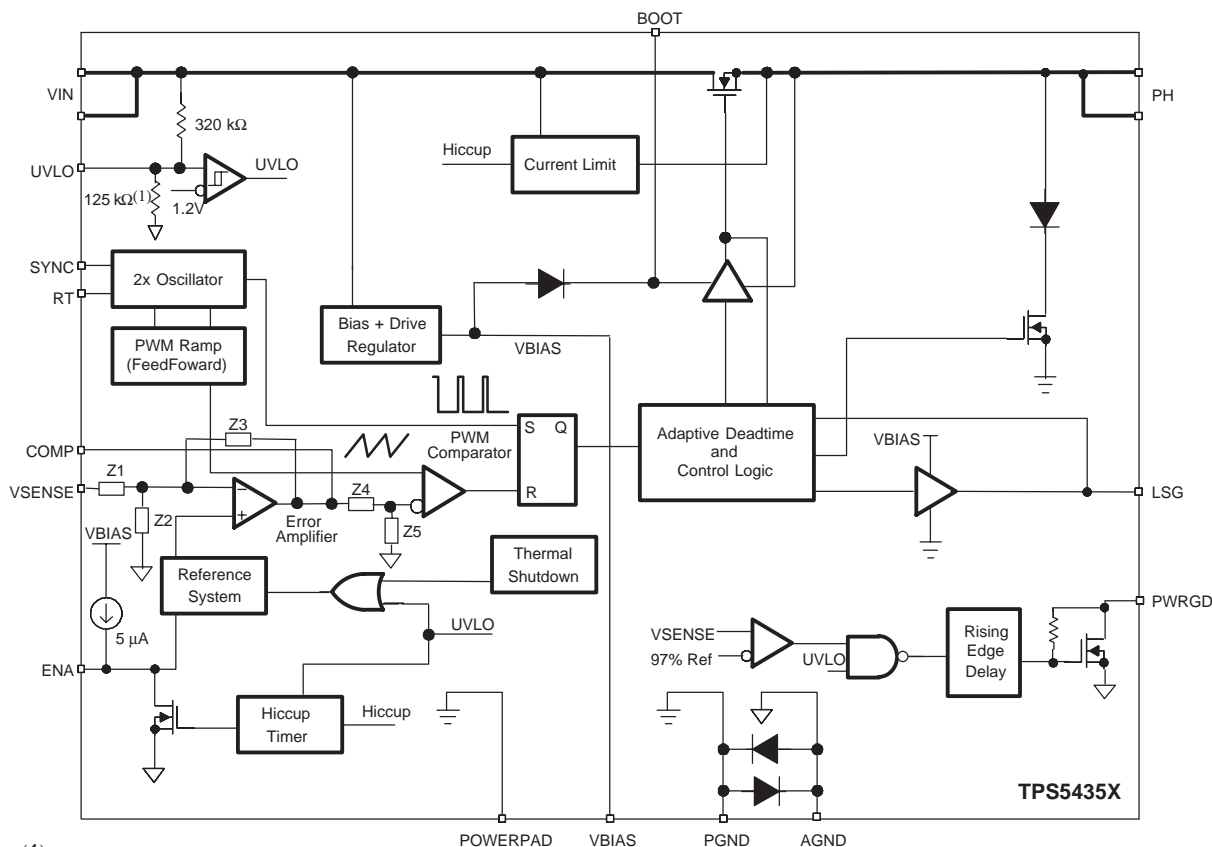 BOOT
VIN
PH
320 kΩ
Hiccup
Current Limit
UVLO
UVLO
125 kΩ(1)
1.2V
SYNC
2x Oscillator
RT
Bias + Drive
Regulator
PWM Ramp
(FeedFoward)
VBIAS
S Q
R
Z3
PWM
Comparator
Adaptive Deadtime
and
Control Logic
VBIAS
COMP
Z1
VSENSE
Z4
LSG
Z2
Error
Amplifier
Z5
VBIAS
Thermal
Shutdown
Reference
System
5 μA
UVLO
PWRGD
VSENSE
97% Ref
UVLO
Rising
Edge
Delay
ENA
Hiccup
Timer
Hiccup
TPS5435X
POWERPAD
VBIAS
PGND
AGND
(1)